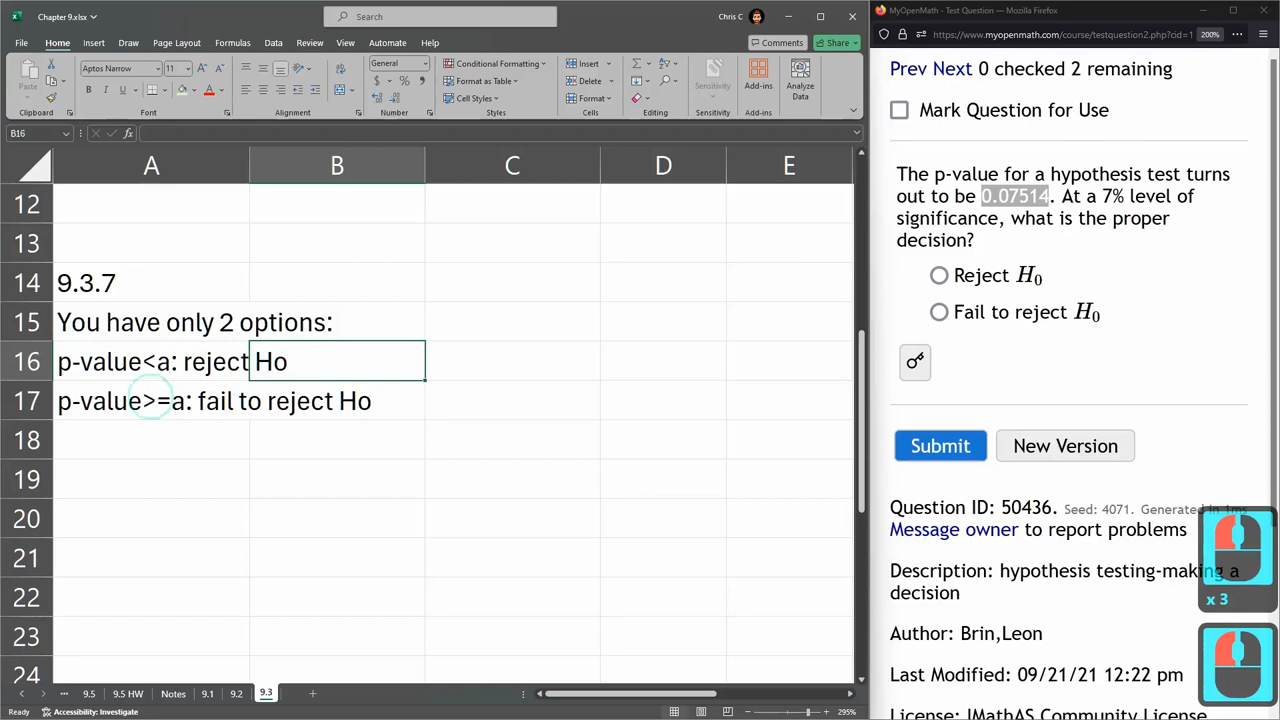 Chapter 9.xlsx
Search
Chris C
File Home Insert Draw Page Layout Formulas Data Review View Automate Help
Comments
Share
Paste
Clipboard
Aptos Narrow
11
B I U
Font
Alignment
General
Number
Conditional Formatting
Format as Table
Cell Styles
Styles
Insert
Delete
Format
Cells
Editing
Sensitivity
Sensitivity
Add-ins
Add-ins
Analyze
Data
B16
fx
A B C D E
12
13
14 9.3.7
15 You have only 2 options:
16 p-value<a: reject Ho
17 p-value>=a: fail to reject Ho
18
19
20
21
22
23
24
9.5 9.5 HW Notes 9.1 9.2 9.3
Accessibility: Investigate
295%
MyOpenMath - Test Question — Mozilla Firefox
https://www.myopenmath.com/course/testquestion2.php?cid=1
200%
Prev Next 0 checked 2 remaining
Mark Question for Use
The p-value for a hypothesis test turns
out to be 0.07514. At a 7% level of
significance, what is the proper
decision?
Reject H0
Fail to reject H0
Submit
New Version
Question ID: 50436. Seed: 4071. Generated in 1ms
Message owner to report problems
Description: hypothesis testing-making a
decision
Author: Brin,Leon
Last Modified: 09/21/21 12:22 pm
License: IMathAS Community License
x 3